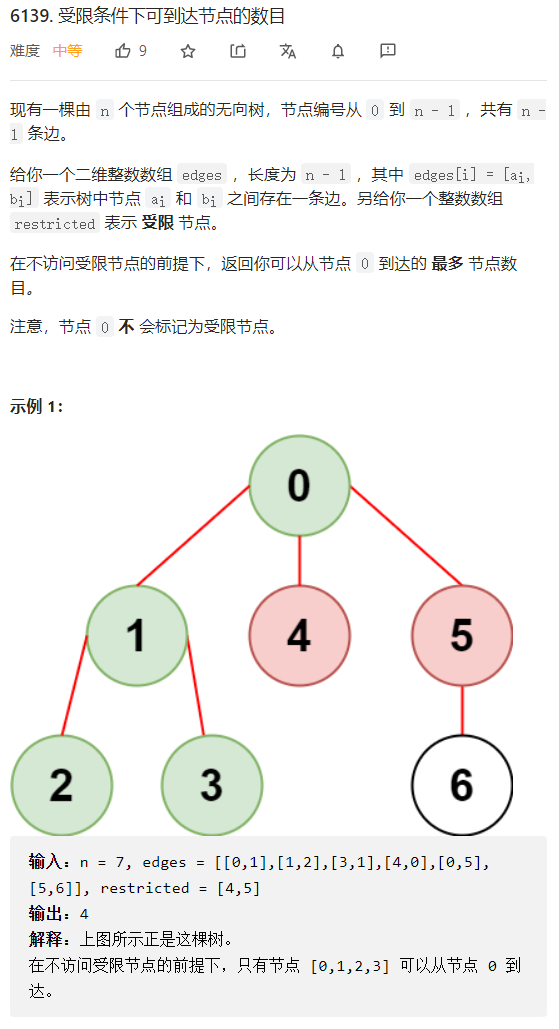 6139. 受限条件下可到达节点的数目
难度 中等 9
现有一棵由 n 个节点组成的无向树，节点编号从 0 到 n - 1 ，共有 n -
1 条边。
给你一个二维整数数组 edges ，长度为 n - 1 ，其中 edges[i] = [ai,
bi] 表示树中节点 ai 和 bi 之间存在一条边。另给你一个整数数组
restricted 表示 受限 节点。
在不访问受限节点的前提下，返回你可以从节点 0 到达的 最多 节点数
目。
注意，节点 0 不 会标记为受限节点。
示例 1：
0
1 4 5
2 3 6
输入：n = 7, edges = [[0,1],[1,2],[3,1],[4,0],[0,5],
[5,6]], restricted = [4,5]
输出：4
解释：上图所示正是这棵树。
在不访问受限节点的前提下，只有节点 [0,1,2,3] 可以从节点 0 到
达。